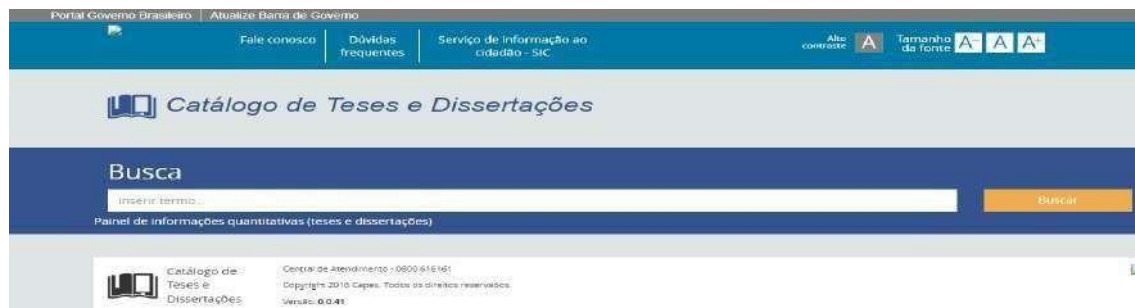 Portal Governo Brasileiro Atualize Barra de Governo
Fale conosco
Dúvidas
frequentes
Serviço de Informação ao
cidadão - SIC
Alto
contraste
A
Tamanho
da fonte
A- A A+
Catálogo de Teses e Dissertações
Busca
Inserir termo...
Buscar
Painel de informações quantitativas (teses e dissertações)
Catálogo de
Teses e
Dissertações
Central de Atendimento - 0800 616161
Copyright 2016 Capes. Todos os direitos reservados.
Versão: 0.0.41